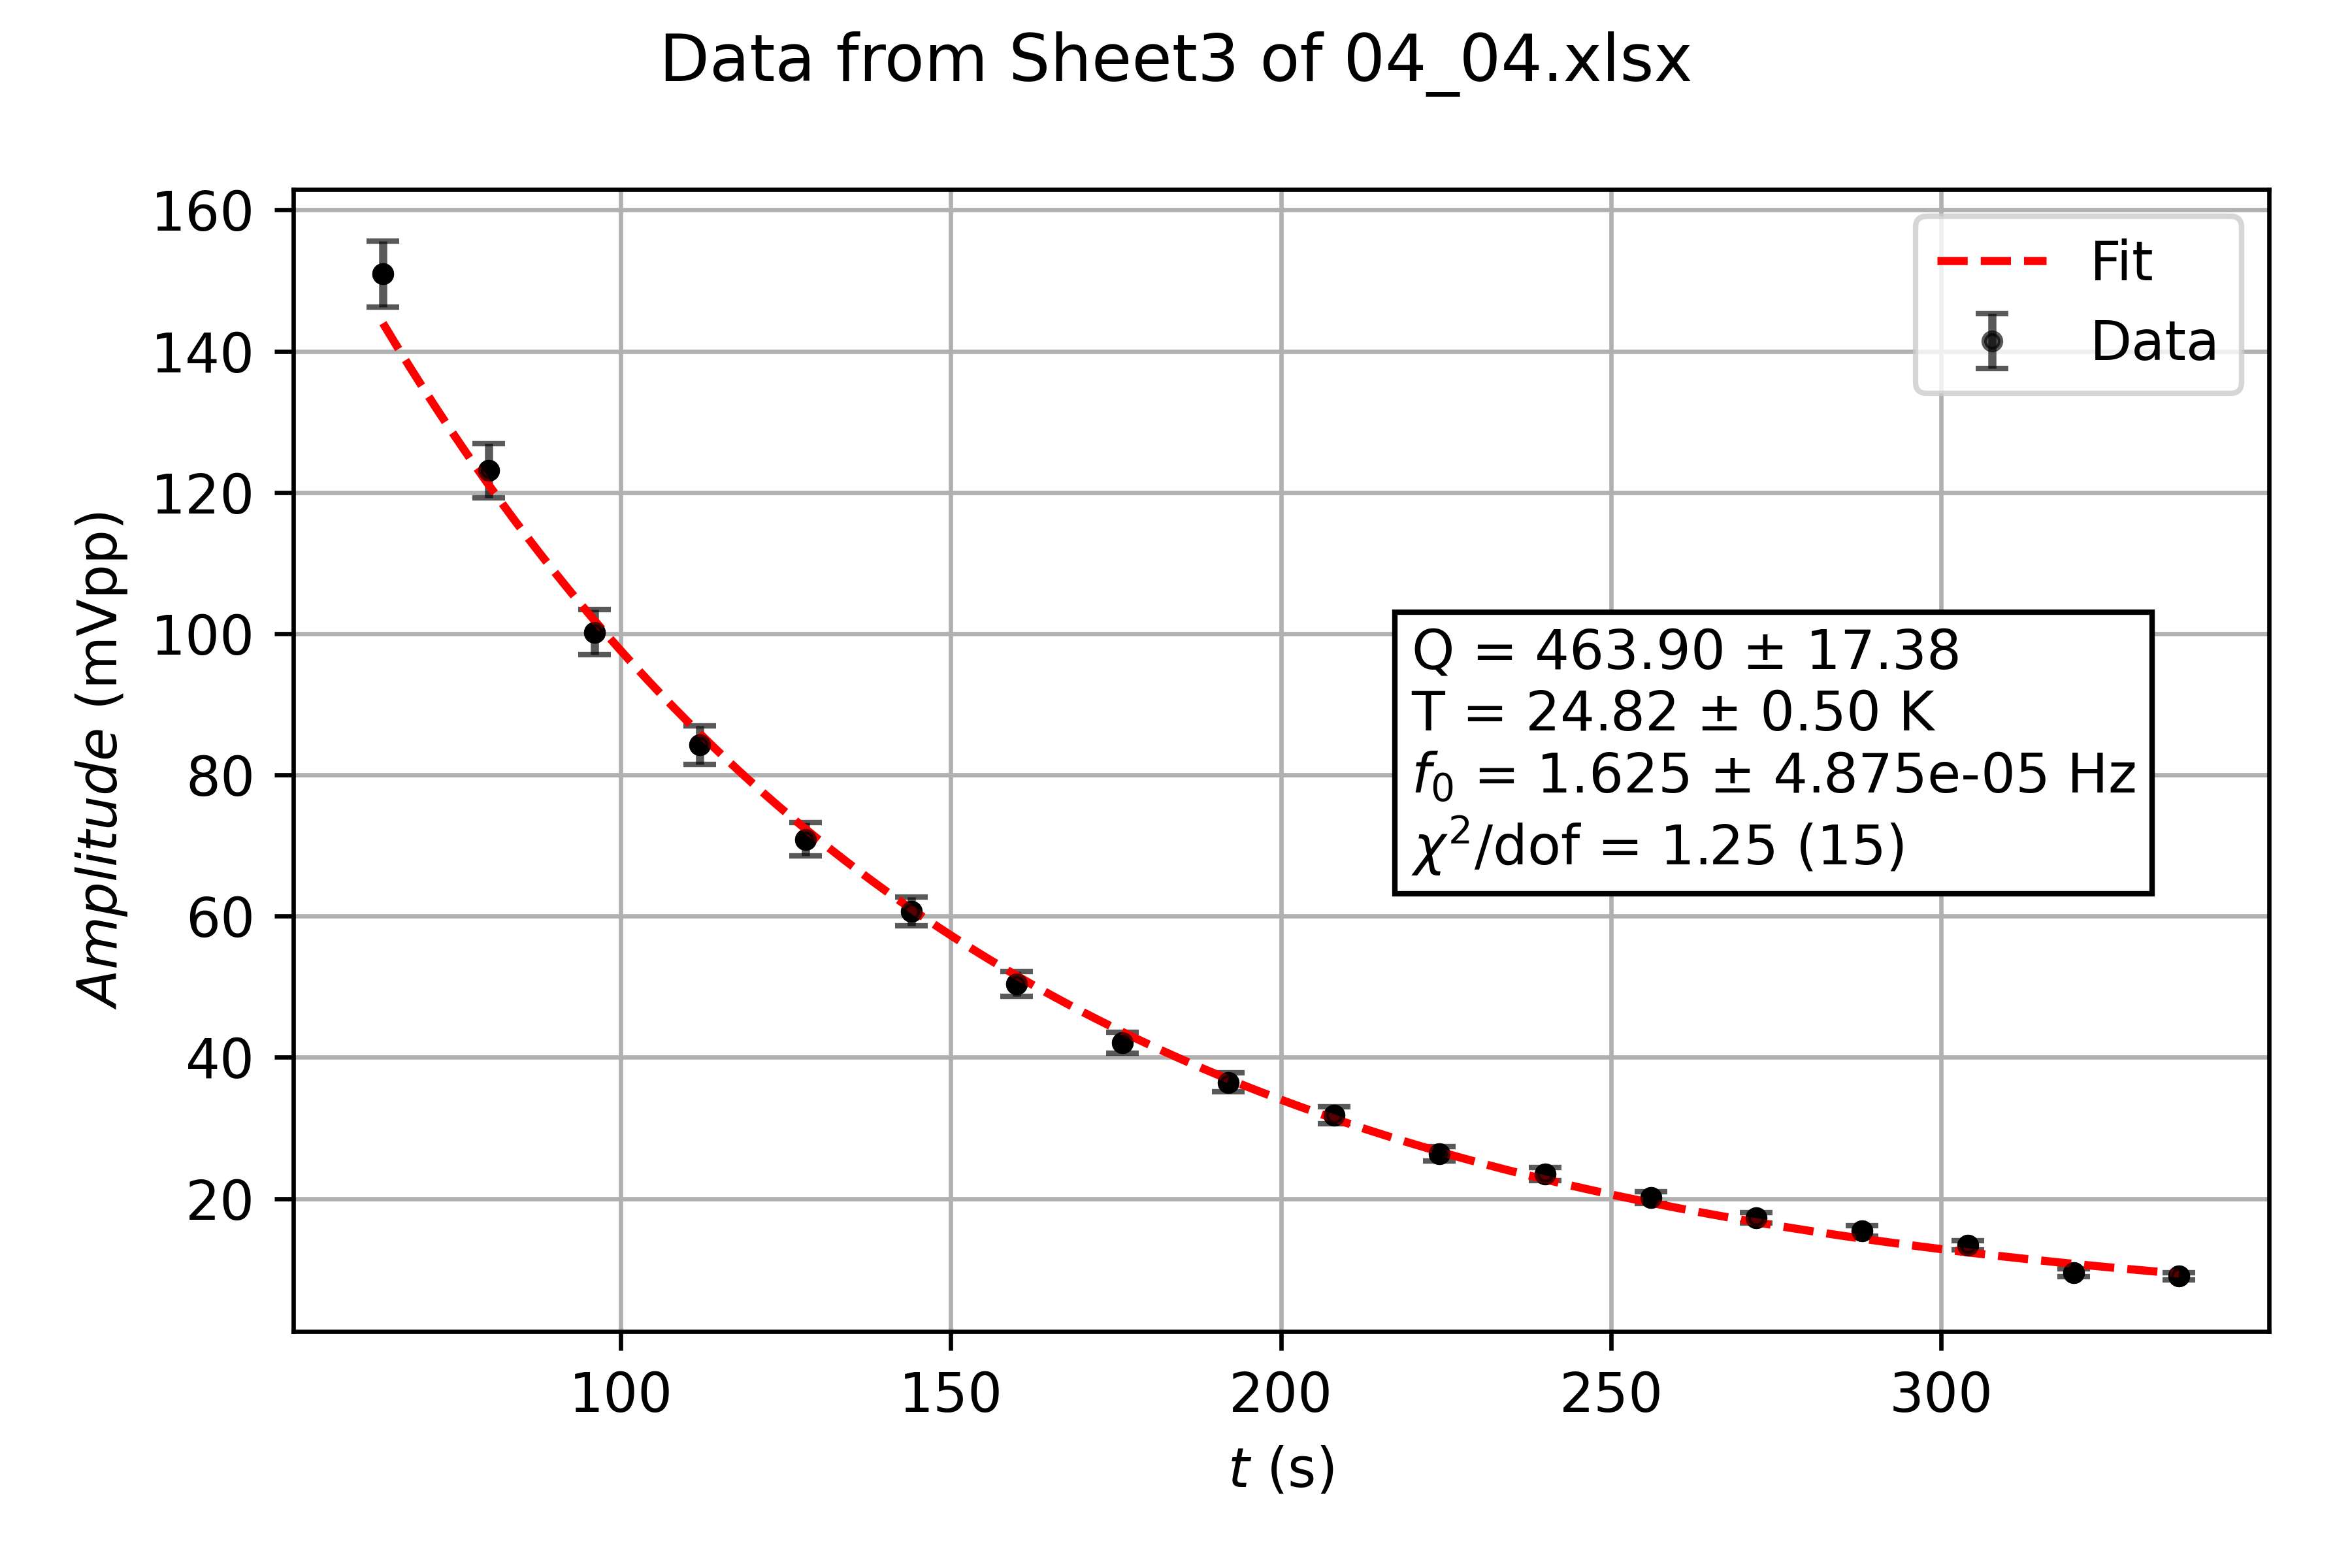 Data from Sheet3 of 04_04.xlsx
160
140
120
100
80
60
40
20
Amplitude (mVpp)
Fit
Data
Q = 463.90 ± 17.38
T = 24.82 ± 0.50 K
f₀ = 1.625 ± 4.875e-05 Hz
χ²/dof = 1.25 (15)
100 150 200 250 300
t (s)